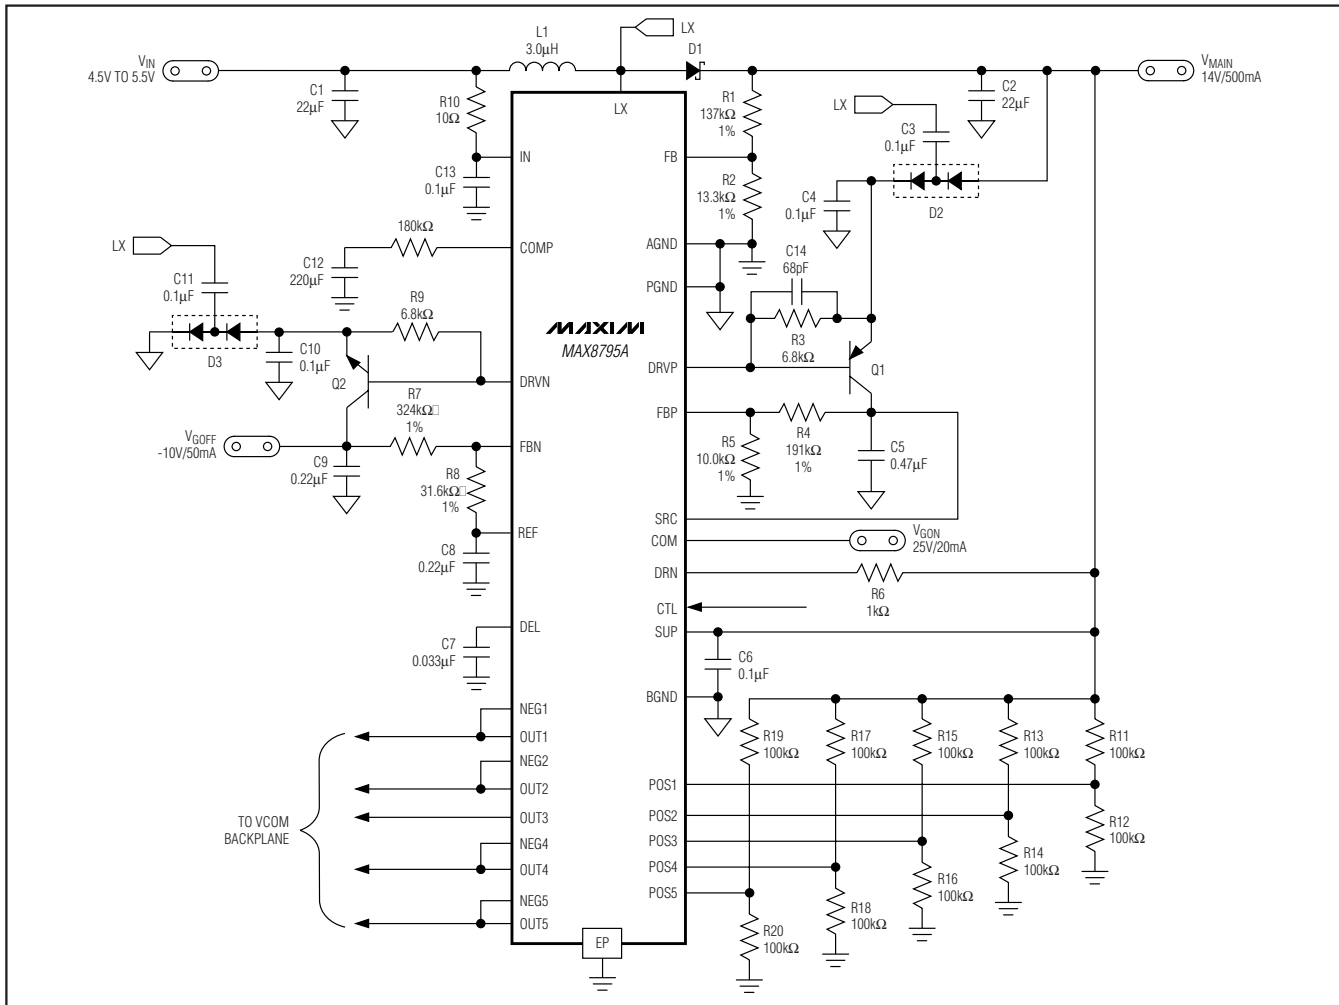 VIN
4.5V TO 5.5V
C1
22µF
R10
10Ω
L1
3.0µH
LX
D1
VMAIN
14V/500mA
R1
137kΩ
1%
C2
22µF
LX
C3
0.1µF
D2
C4
0.1µF
R2
13.3kΩ
1%
C13
0.1µF
LX
IN
FB
AGND
PGND
180kΩ
COMP
C12
220µF
LX
C11
0.1µF
D3
C10
0.1µF
R9
6.8kΩ
Q2
DRVN
MAXIM
MAX8795A
C14
68pF
R3
6.8kΩ
DRVP
Q1
R7
324kΩ□
1%
FBN
VGOFF
-10V/50mA
C9
0.22µF
R8
31.6kΩ□
1%
REF
C8
0.22µF
FBP
R5
10.0kΩ
1%
R4
191kΩ
1%
C5
0.47µF
SRC
COM
VGON
25V/20mA
DRN
R6
1kΩ
CTL
SUP
C6
0.1µF
BGND
DEL
C7
0.033µF
NEG1
OUT1
NEG2
OUT2
OUT3
NEG4
OUT4
NEG5
OUT5
TO VCOM
BACKPLANE
EP
R19
100kΩ
R17
100kΩ
R15
100kΩ
R13
100kΩ
R11
100kΩ
POS1
POS2
POS3
POS4
POS5
R12
100kΩ
R14
100kΩ
R16
100kΩ
R18
100kΩ
R20
100kΩ